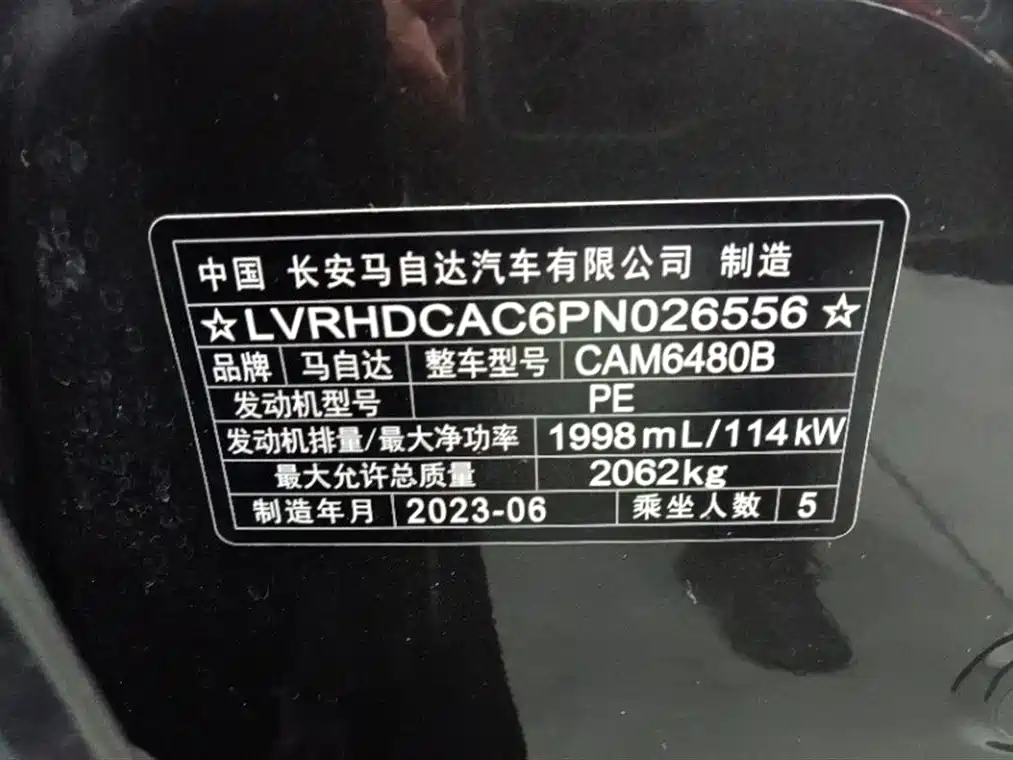 中国 长安马自达汽车有限公司 制造
☆LVRHDCAC6PN026556☆
品牌 马自达 整车型号 CAM6480B
发动机型号 PE
发动机排量/最大净功率 1998mL/114kW
最大允许总质量 2062kg
制造年月 2023-06 乘坐人数 5